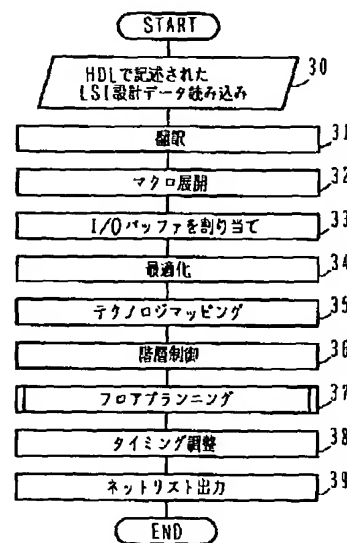 START
HDLで記述された
LSI設計データ読み込み
30
翻訳
31
マクロ展開
32
I/Oバッファを割り当て
33
最適化
34
テクノロジマッピング
35
階層制御
36
フロアプランニング
37
タイミング調整
38
ネットリスト出力
39
END